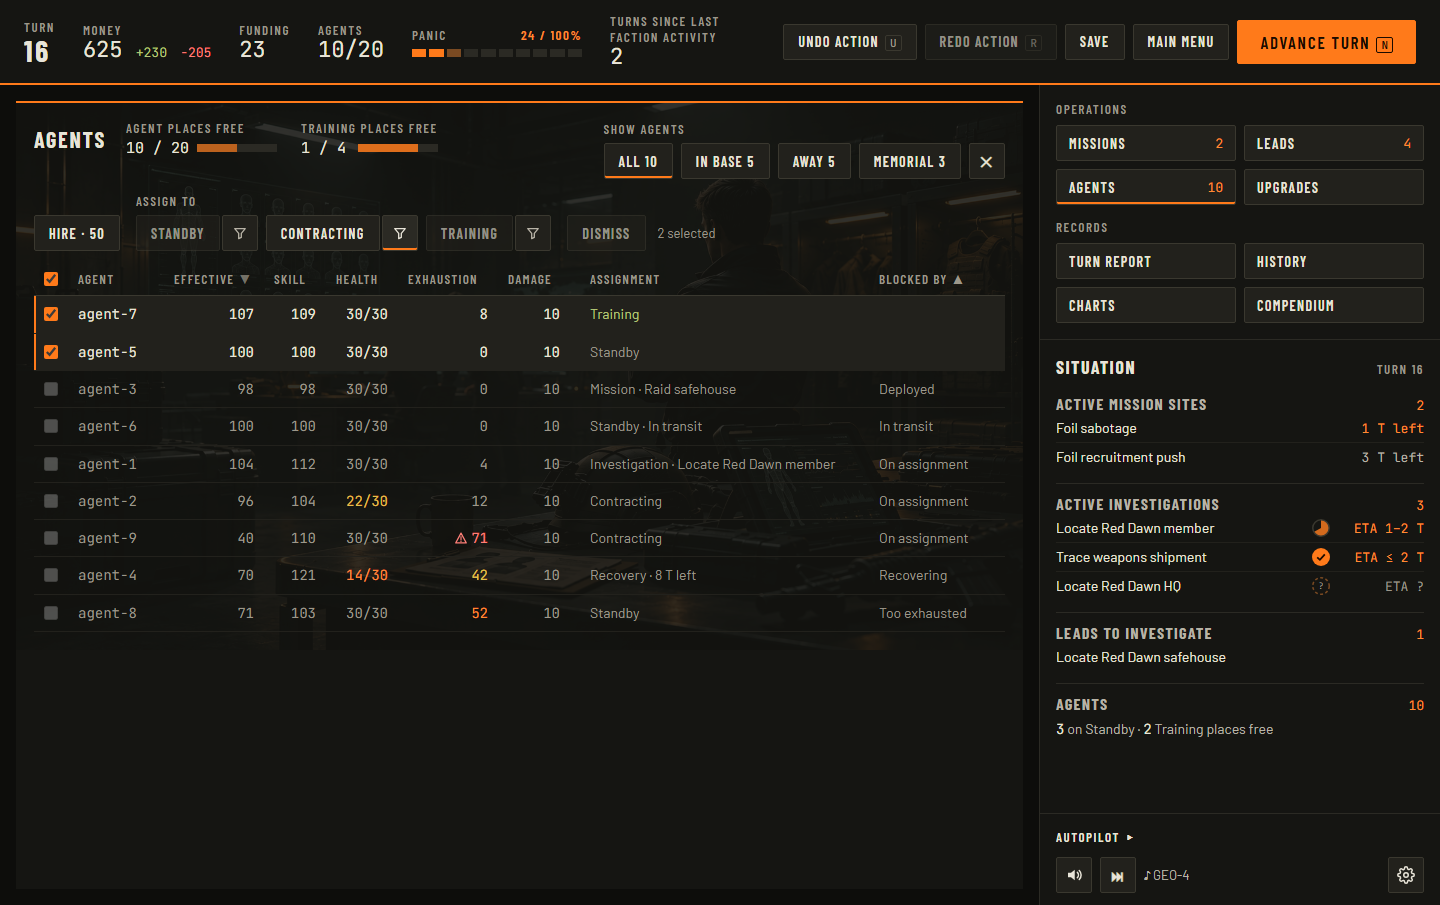 TURN
16
MONEY
625 +230 -205
FUNDING
23
AGENTS
10/20
PANIC 24 / 100%
TURNS SINCE LAST
FACTION ACTIVITY
2
UNDO ACTION U
REDO ACTION R
SAVE
MAIN MENU
ADVANCE TURN N
AGENTS
AGENT PLACES FREE
10 / 20
TRAINING PLACES FREE
1 / 4
SHOW AGENTS
ALL 10
IN BASE 5
AWAY 5
MEMORIAL 3
ASSIGN TO
HIRE · 50
STANDBY
CONTRACTING
TRAINING
DISMISS
2 selected
AGENT EFFECTIVE ▼ SKILL HEALTH EXHAUSTION DAMAGE ASSIGNMENT BLOCKED BY ▲
agent-7 107 109 30/30 8 10 Training
agent-5 100 100 30/30 0 10 Standby
agent-3 98 98 30/30 0 10 Mission · Raid safehouse Deployed
agent-6 100 100 30/30 0 10 Standby · In transit In transit
agent-1 104 112 30/30 4 10 Investigation · Locate Red Dawn member On assignment
agent-2 96 104 22/30 12 10 Contracting On assignment
agent-9 40 110 30/30 71 10 Contracting On assignment
agent-4 70 121 14/30 42 10 Recovery · 8 T left Recovering
agent-8 71 103 30/30 52 10 Standby Too exhausted
OPERATIONS
MISSIONS 2
LEADS 4
AGENTS 10
UPGRADES
RECORDS
TURN REPORT
HISTORY
CHARTS
COMPENDIUM
SITUATION TURN 16
ACTIVE MISSION SITES 2
Foil sabotage 1 T left
Foil recruitment push 3 T left
ACTIVE INVESTIGATIONS 3
Locate Red Dawn member ETA 1–2 T
Trace weapons shipment ETA ≤ 2 T
Locate Red Dawn HQ ? ETA ?
LEADS TO INVESTIGATE 1
Locate Red Dawn safehouse
AGENTS 10
3 on Standby · 2 Training places free
AUTOPILOT ▸
♪ GEO-4